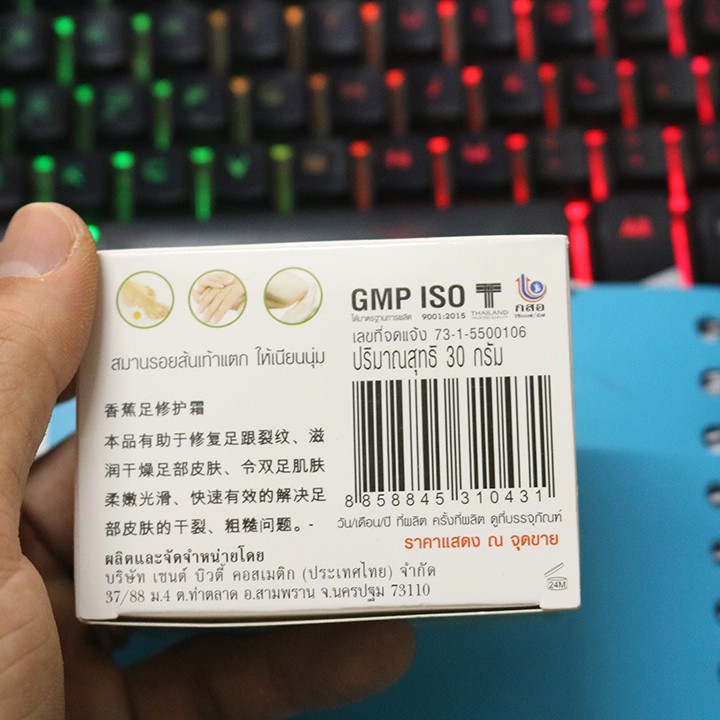 GMP ISO
ได้มาตรฐานการผลิต 9001:2015
THAILAND
กสอ
เลขที่จดแจ้ง 73-1-5500106
ปริมาณสุทธิ 30 กรัม
สมานรอยส้นเท้าแตก ให้เนียนนุ่ม
香蕉足修护霜
本品有助于修复足跟裂纹、滋
润干燥足部皮肤、令双足肌肤
柔嫩光滑、快速有效的解决足
部皮肤的干裂、粗糙问题。-
8 858845 310431
วัน/เดือน/ปี ที่ผลิต ครั้งที่ผลิต ดูที่บรรจุภัณฑ์
ราคาแสดง ณ จุดขาย
ผลิตและจัดจำหน่ายโดย
บริษัท เซนต์ บิวตี้ คอสเมติก (ประเทศไทย) จำกัด
37/88 ม.4 ต.ท่าตลาด อ.สามพราน จ.นครปฐม 73110
24M